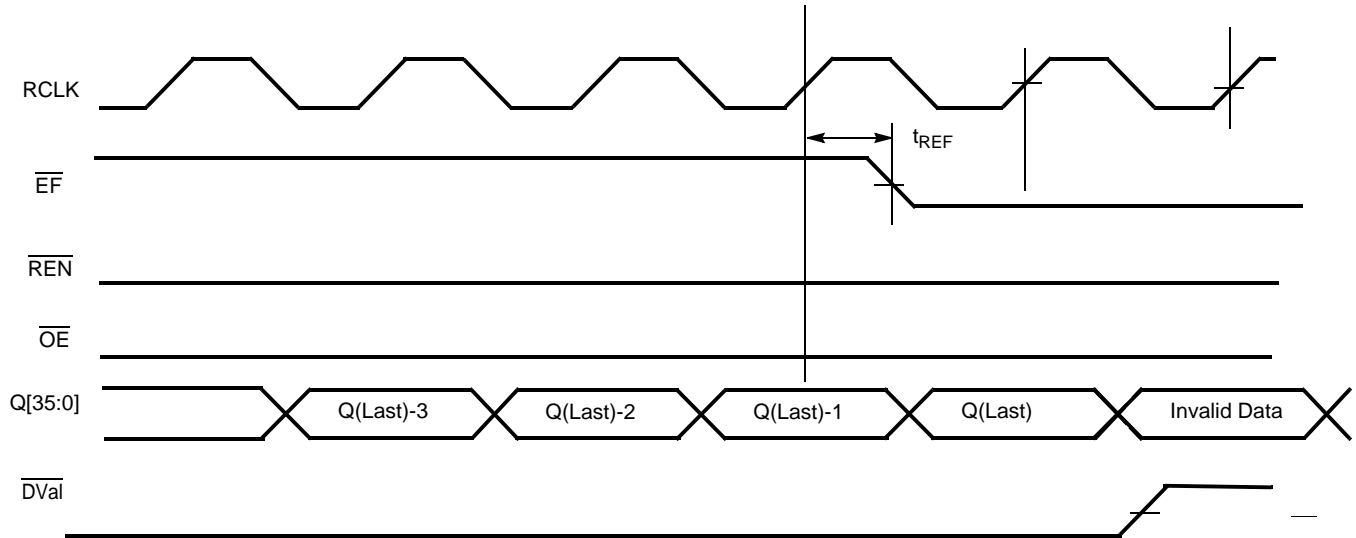 RCLK
tREF
EF
REN
OE
Q[35:0]
Q(Last)-3
Q(Last)-2
Q(Last)-1
Q(Last)
Invalid Data
DVal